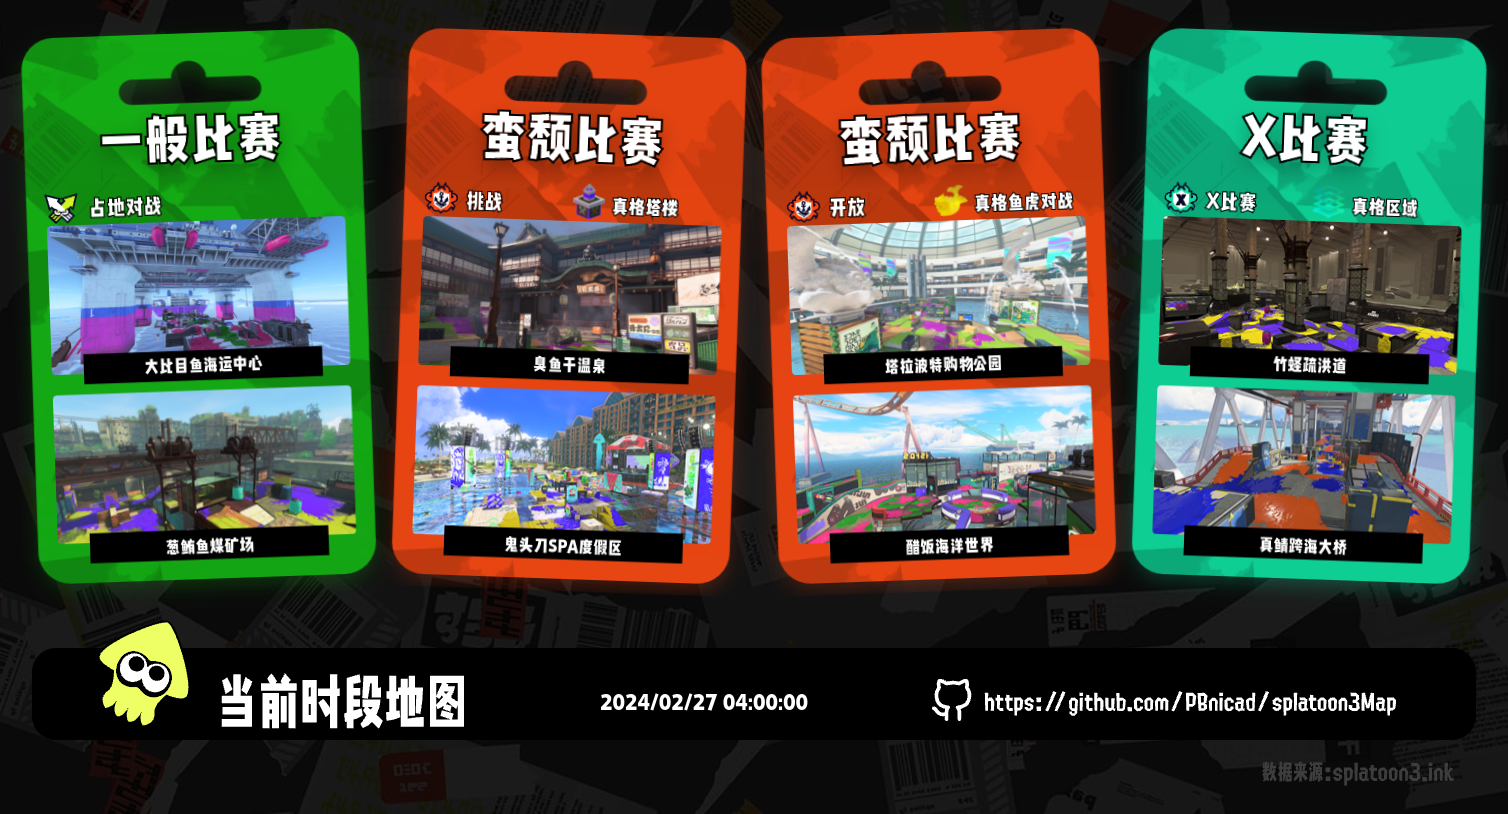 一般比赛
占地对战
大比目鱼海运中心
葱鲔鱼煤矿场
蛮颓比赛
挑战 真格塔楼
臭鱼干温泉
鬼头刀SPA度假区
蛮颓比赛
开放 真格鱼虎对战
塔拉波特购物公园
醋饭海洋世界
X比赛
X比赛 真格区域
竹蛏疏洪道
真鲭跨海大桥
当前时段地图
2024/02/27 04:00:00
https://github.com/PBnicad/splatoon3Map
数据来源:splatoon3.ink